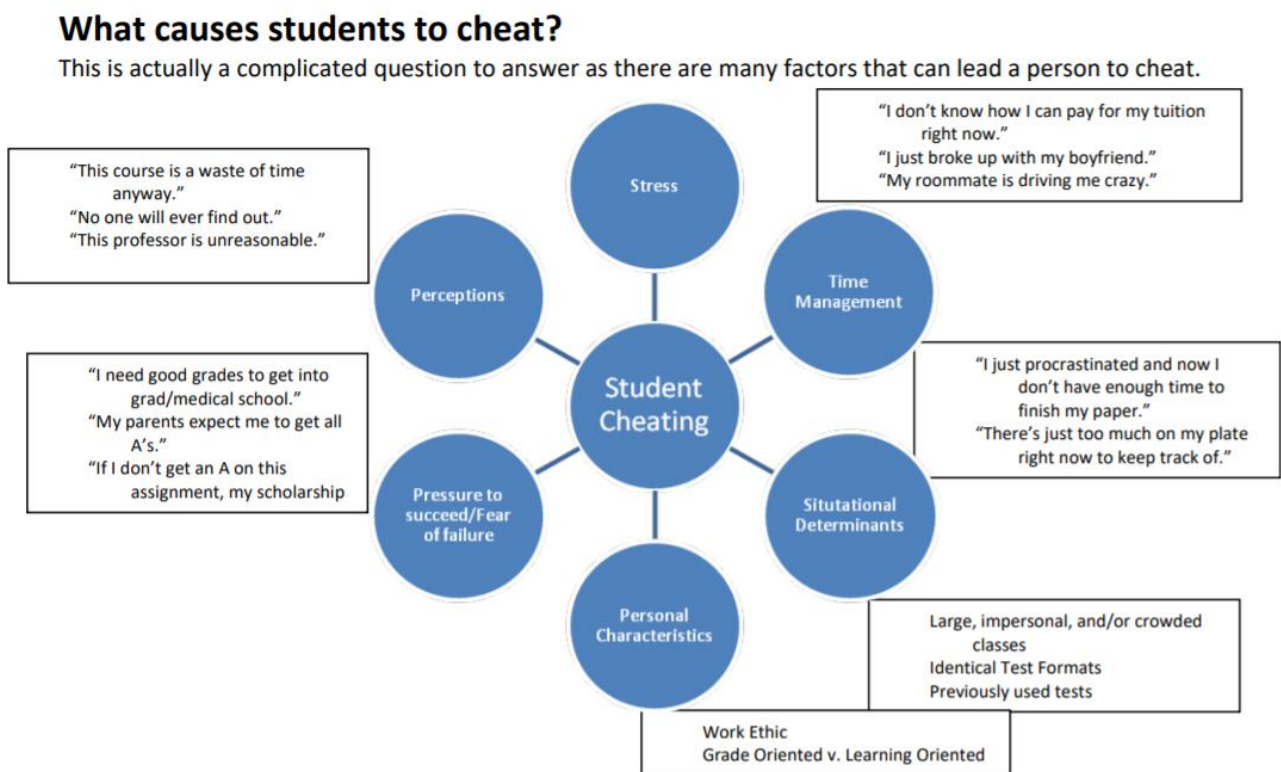 What causes students to cheat?
This is actually a complicated question to answer as there are many factors that can lead a person to cheat.
Stress
“I don’t know how I can pay for my tuition
right now.”
“I just broke up with my boyfriend.”
“My roommate is driving me crazy.”
Time
Management
“I just procrastinated and now I
don’t have enough time to
finish my paper.”
“There’s just too much on my plate
right now to keep track of.”
Situtational
Determinants
Large, impersonal, and/or crowded
classes
Identical Test Formats
Previously used tests
Personal
Characteristics
Work Ethic
Grade Oriented v. Learning Oriented
Pressure to
succeed/Fear
of failure
“I need good grades to get into
grad/medical school.”
“My parents expect me to get all
A’s.”
“If I don’t get an A on this
assignment, my scholarship
Perceptions
“This course is a waste of time
anyway.”
“No one will ever find out.”
“This professor is unreasonable.”
Student
Cheating